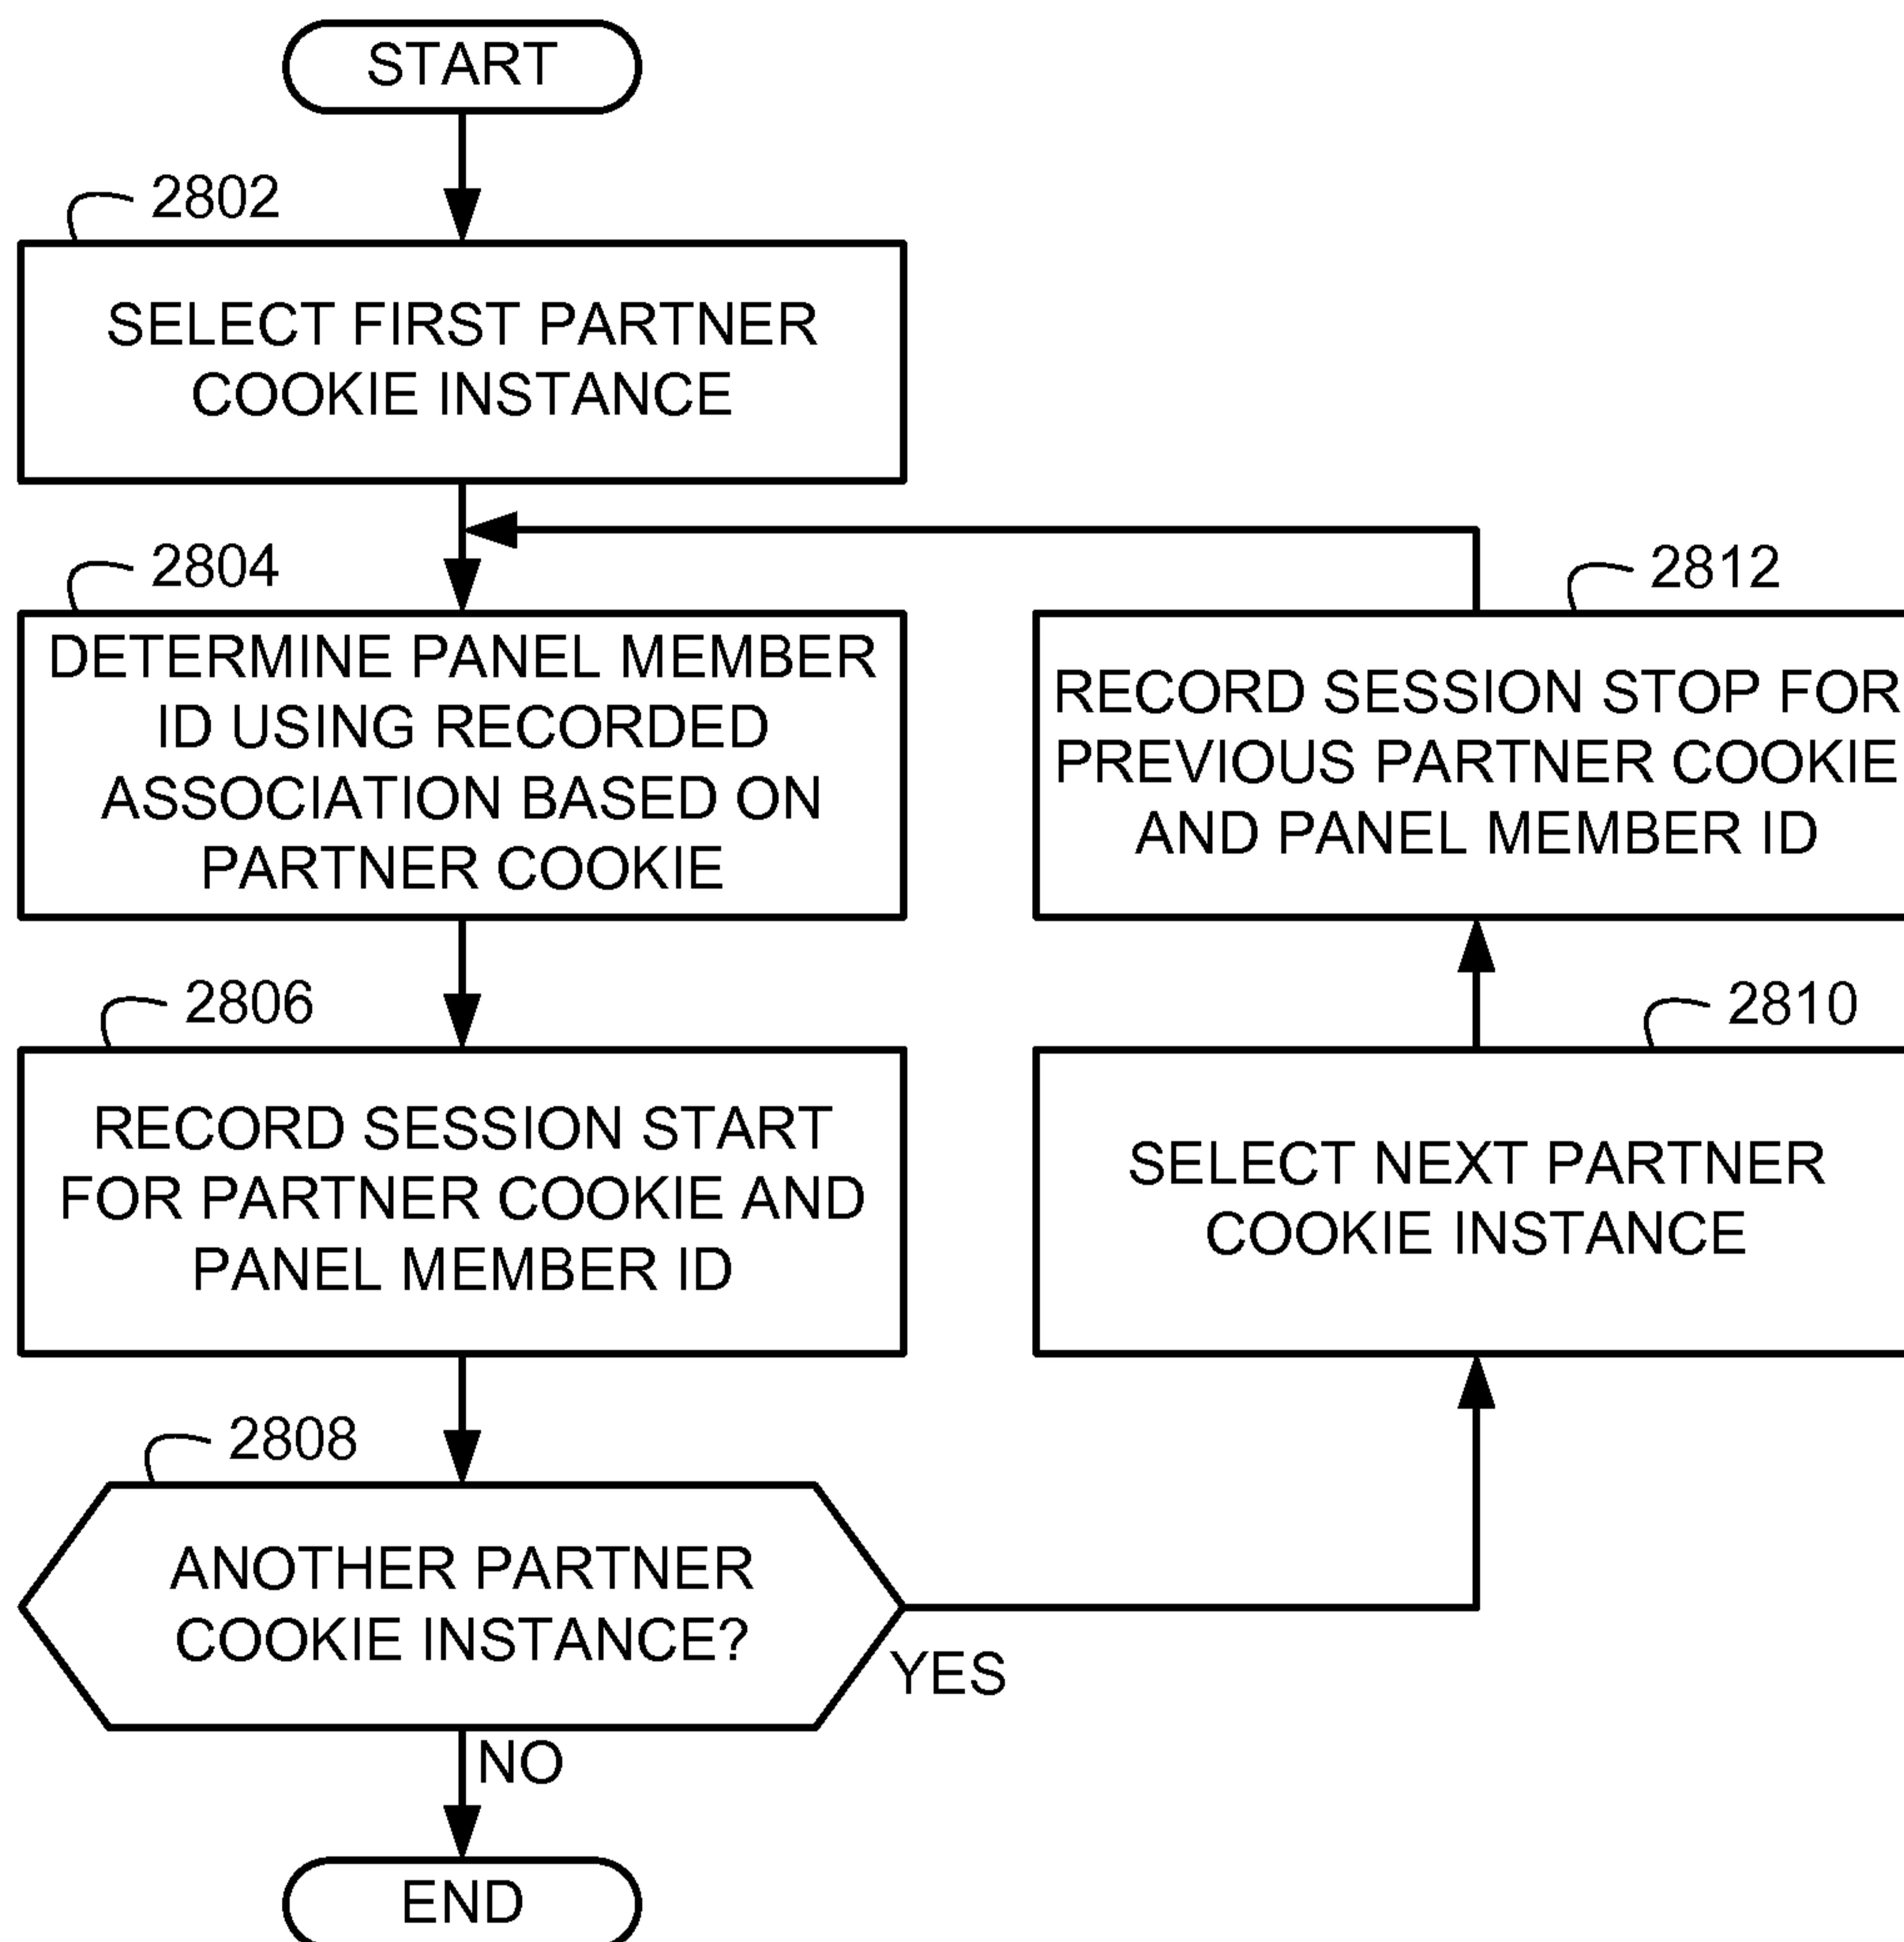 START
2802
SELECT FIRST PARTNER
COOKIE INSTANCE
2804
DETERMINE PANEL MEMBER
ID USING RECORDED
ASSOCIATION BASED ON
PARTNER COOKIE
2806
RECORD SESSION START
FOR PARTNER COOKIE AND
PANEL MEMBER ID
2808
ANOTHER PARTNER
COOKIE INSTANCE?
YES
NO
END
2810
SELECT NEXT PARTNER
COOKIE INSTANCE
2812
RECORD SESSION STOP FOR
PREVIOUS PARTNER COOKIE
AND PANEL MEMBER ID